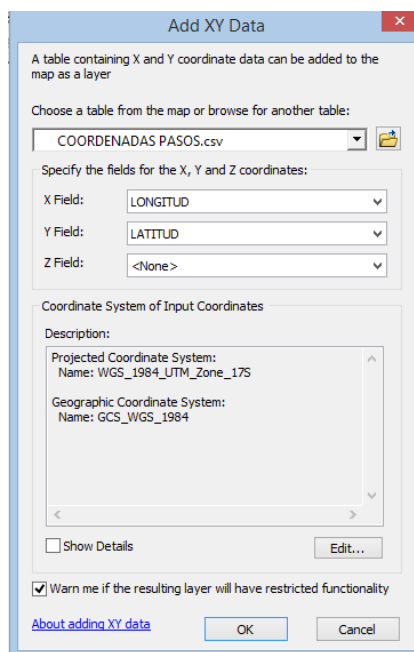 Add XY Data
A table containing X and Y coordinate data can be added to the
map as a layer
Choose a table from the map or browse for another table:
COORDENADAS PASOS.csv
Specify the fields for the X, Y and Z coordinates:
X Field:
LONGITUD
Y Field:
LATITUD
Z Field:
<None>
Coordinate System of Input Coordinates
Description:
Projected Coordinate System:
Name: WGS_1984_UTM_Zone_17S
Geographic Coordinate System:
Name: GCS_WGS_1984
Show Details
Edit...
Warn me if the resulting layer will have restricted functionality
About adding XY data
OK
Cancel